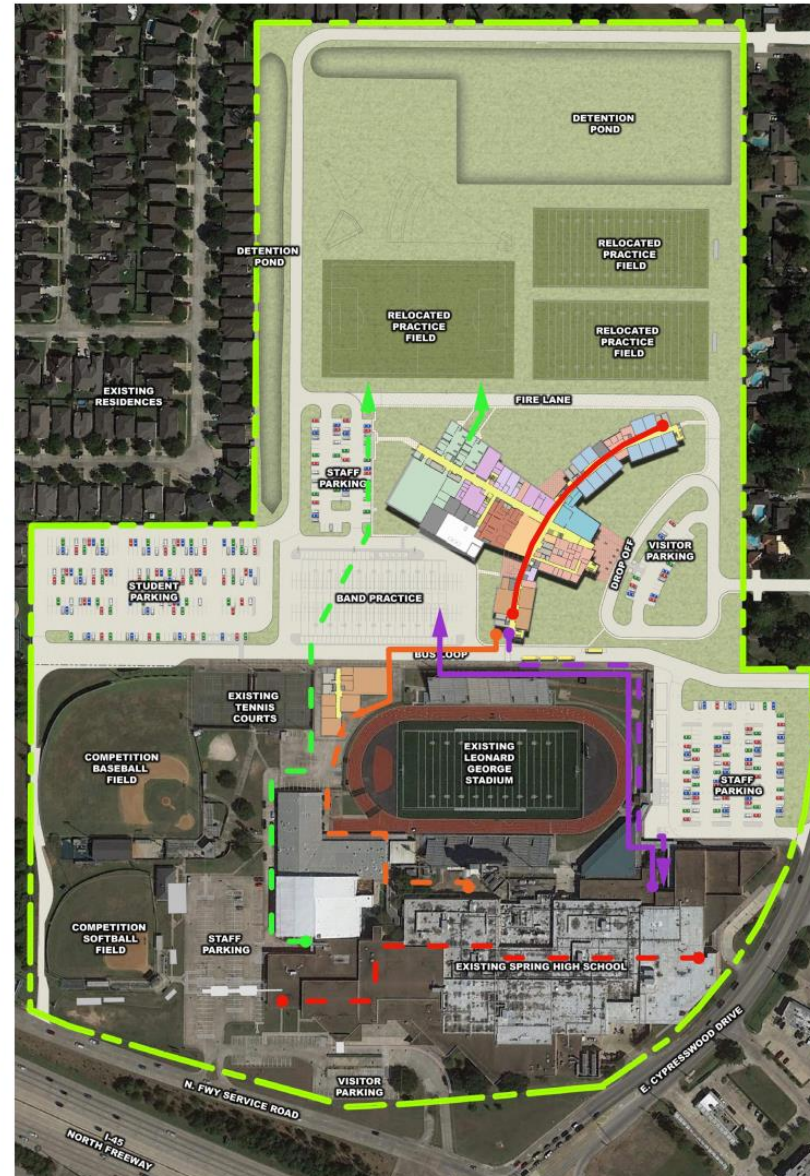 DETENTION
POND
DETENTION
POND
RELOCATED
PRACTICE
FIELD
RELOCATED
PRACTICE
FIELD
RELOCATED
PRACTICE
FIELD
EXISTING
RESIDENCES
FIRE LANE
STAFF
PARKING
VISITOR
PARKING
DROP OFF
STUDENT
PARKING
BAND PRACTICE
BUS LOOP
EXISTING
TENNIS
COURTS
COMPETITION
BASEBALL
FIELD
EXISTING
LEONARD
GEORGE
STADIUM
STAFF
PARKING
COMPETITION
SOFTBALL
FIELD
STAFF
PARKING
EXISTING SPRING HIGH SCHOOL
VISITOR
PARKING
E. CYPRESSWOOD DRIVE
N. FWY SERVICE ROAD
I-45
NORTH FREEWAY